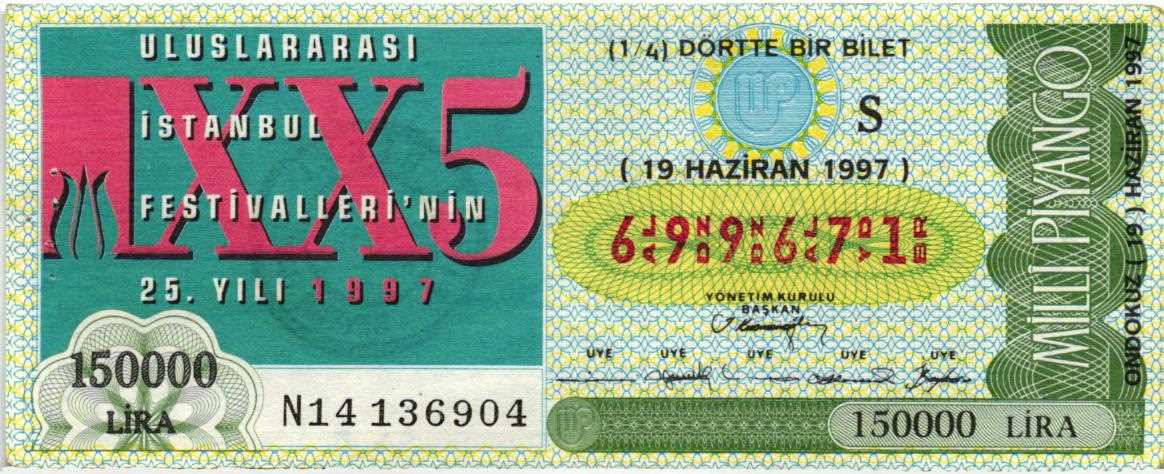 ULUSLARARASI
XX5
İSTANBUL
FESTİVALLERİ'NİN
25. YILI 1997
150000
LİRA
N14 136904
(1/4) DÖRTTE BİR BİLET
MP
S
( 19 HAZİRAN 1997 )
6 9 9 6 7 1
YÖNETİM KURULU
BAŞKAN
ÜYE ÜYE ÜYE ÜYE ÜYE
MP
150000 LİRA
MİLLİ PİYANGO
ONDOKUZ ( 19 ) HAZİRAN 1997